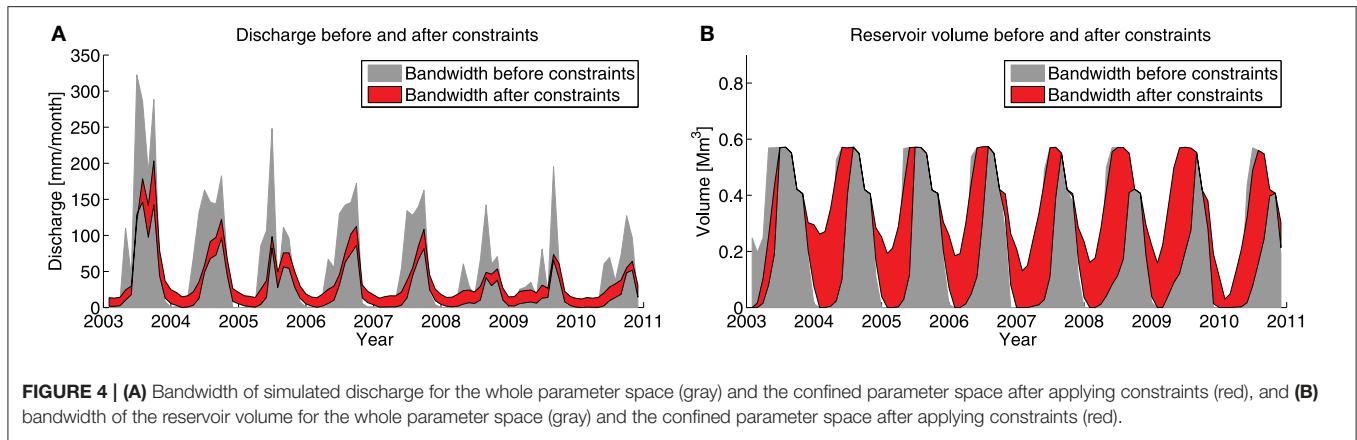 A Discharge before and after constraints
350
300
250
200
150
100
50
0
Discharge [mm/month]
Bandwidth before constraints
Bandwidth after constraints
2003 2004 2005 2006 2007 2008 2009 2010 2011
Year
B Reservoir volume before and after constraints
0.8
0.6
0.4
0.2
0
Volume [Mm³]
Bandwidth before constraints
Bandwidth after constraints
2003 2004 2005 2006 2007 2008 2009 2010 2011
Year
FIGURE 4 | (A) Bandwidth of simulated discharge for the whole parameter space (gray) and the confined parameter space after applying constraints (red), and (B)
bandwidth of the reservoir volume for the whole parameter space (gray) and the confined parameter space after applying constraints (red).